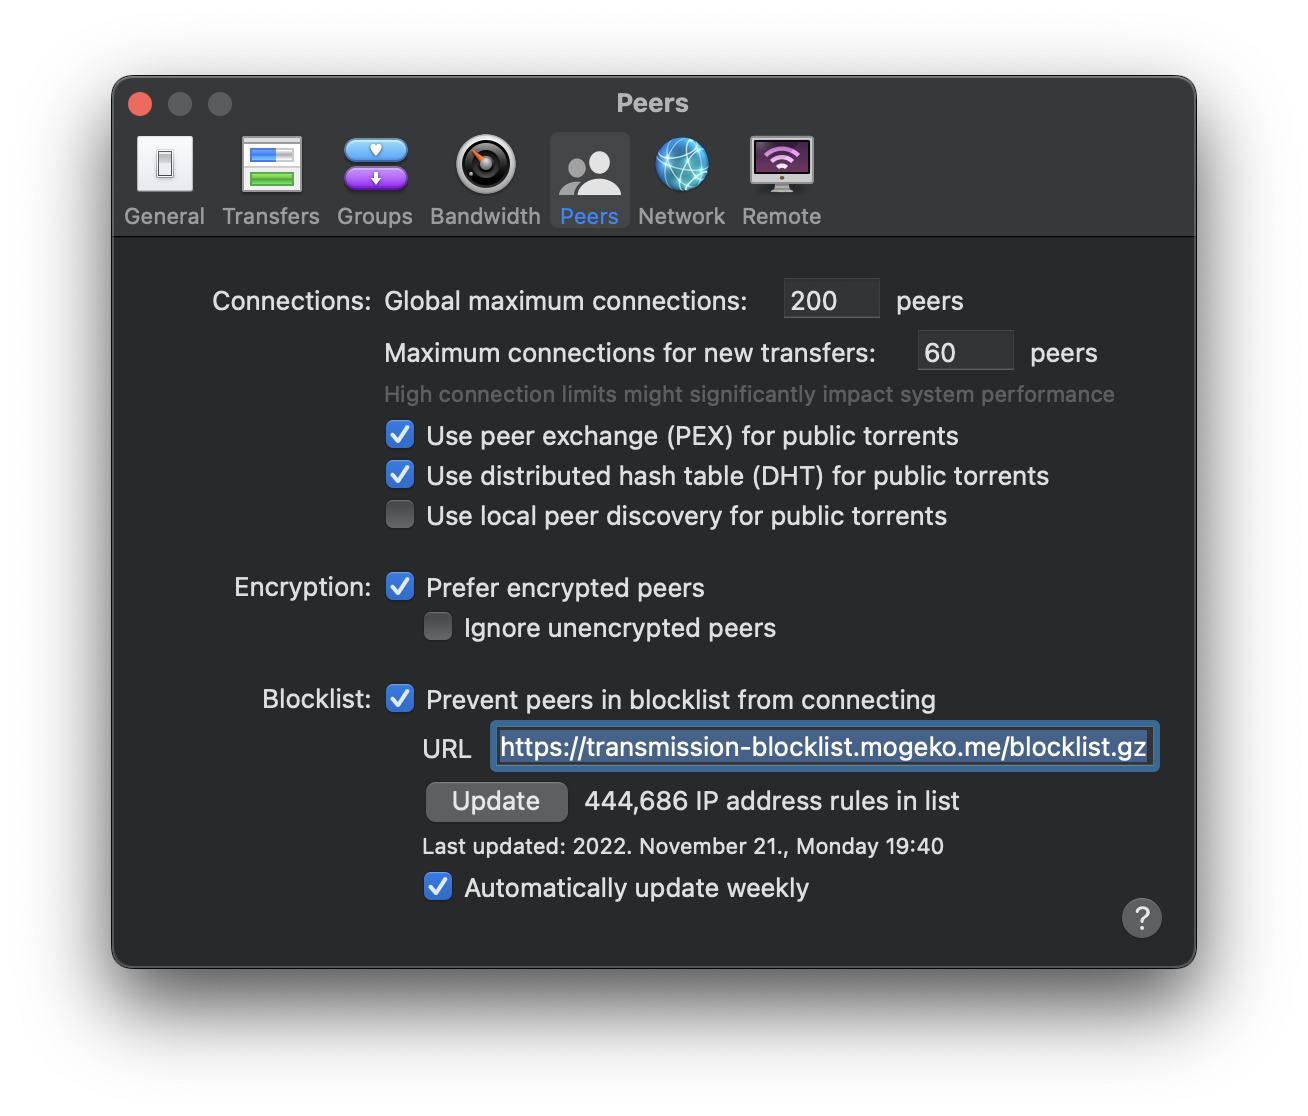 Peers
General Transfers Groups Bandwidth Peers Network Remote
Connections: Global maximum connections: 200 peers
Maximum connections for new transfers: 60 peers
High connection limits might significantly impact system performance
Use peer exchange (PEX) for public torrents
Use distributed hash table (DHT) for public torrents
Use local peer discovery for public torrents
Encryption: Prefer encrypted peers
Ignore unencrypted peers
Blocklist: Prevent peers in blocklist from connecting
URL https://transmission-blocklist.mogeko.me/blocklist.gz
Update 444,686 IP address rules in list
Last updated: 2022. November 21., Monday 19:40
Automatically update weekly
?